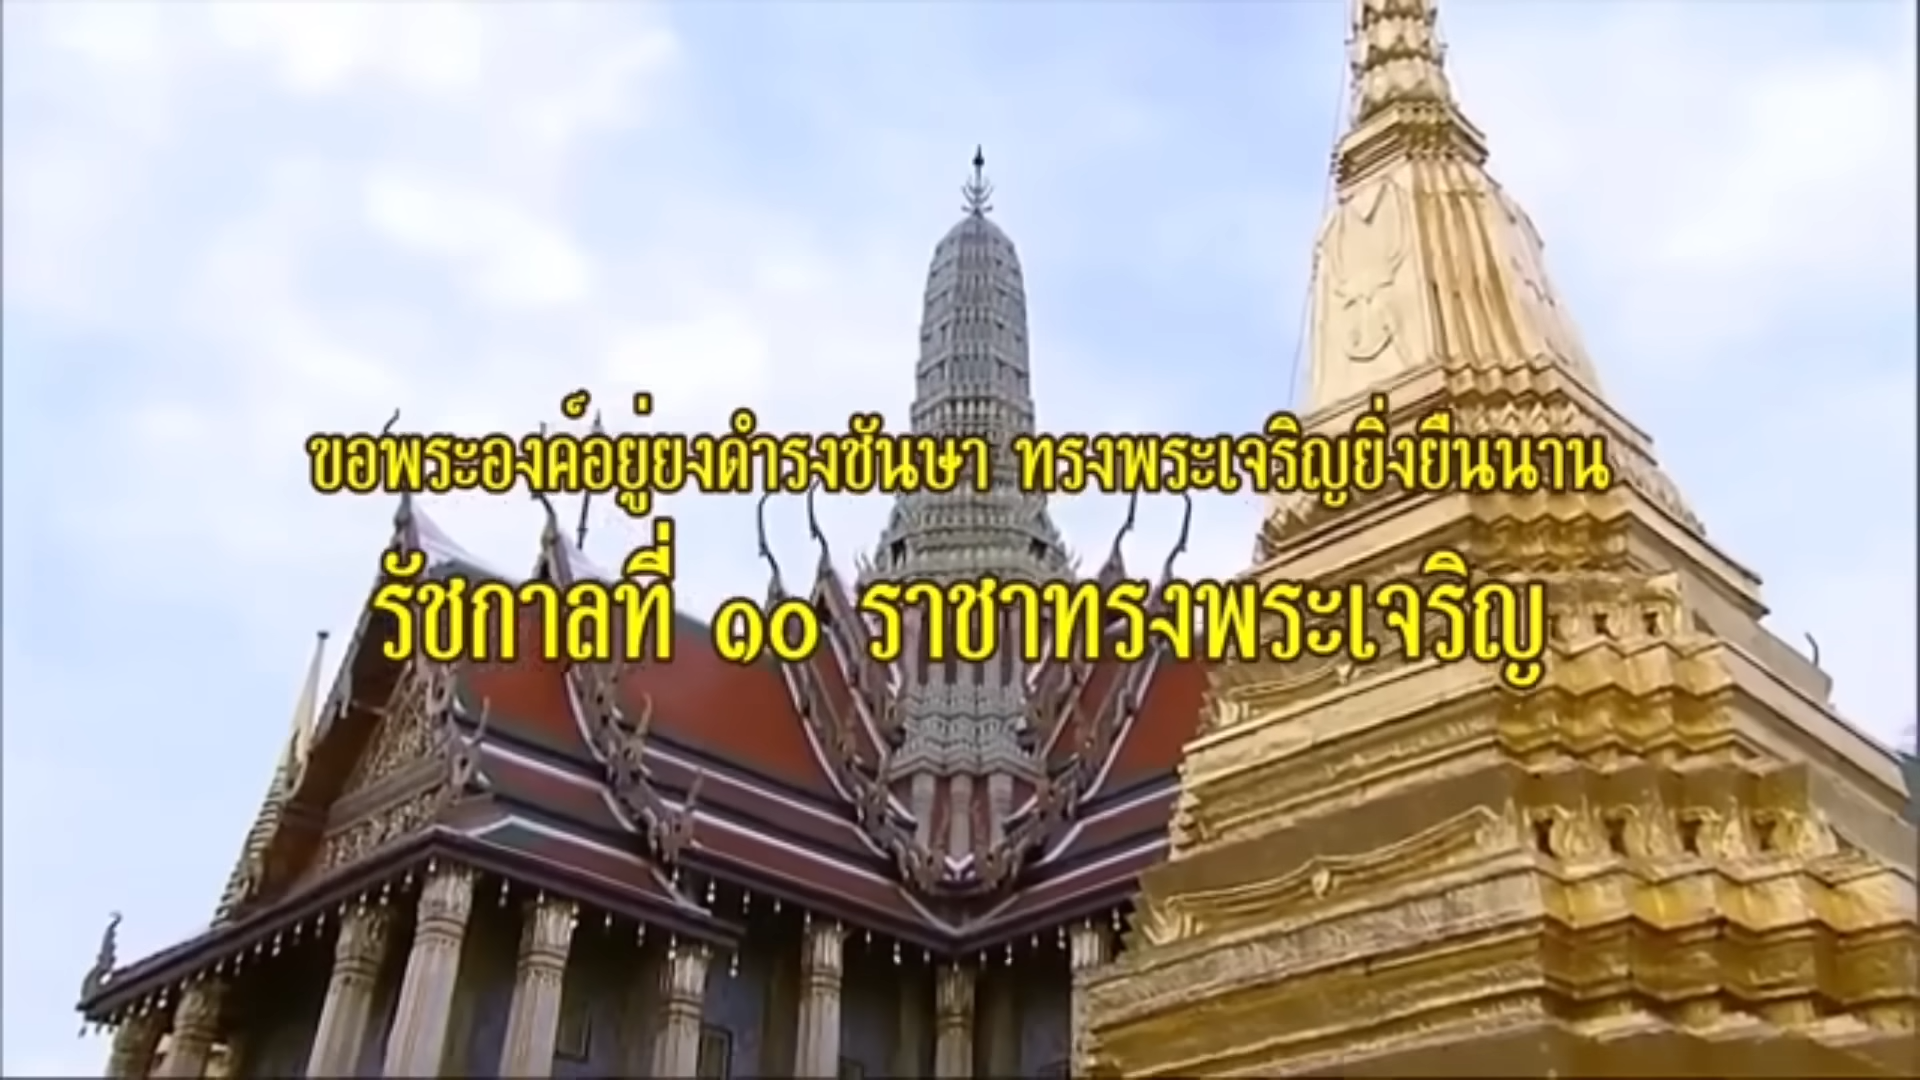 ขอพระองค์อยู่ยงดำรงชันษา ทรงพระเจริญยิ่งยืนนาน
รัชกาลที่ ๑๐ ราชาทรงพระเจริญ